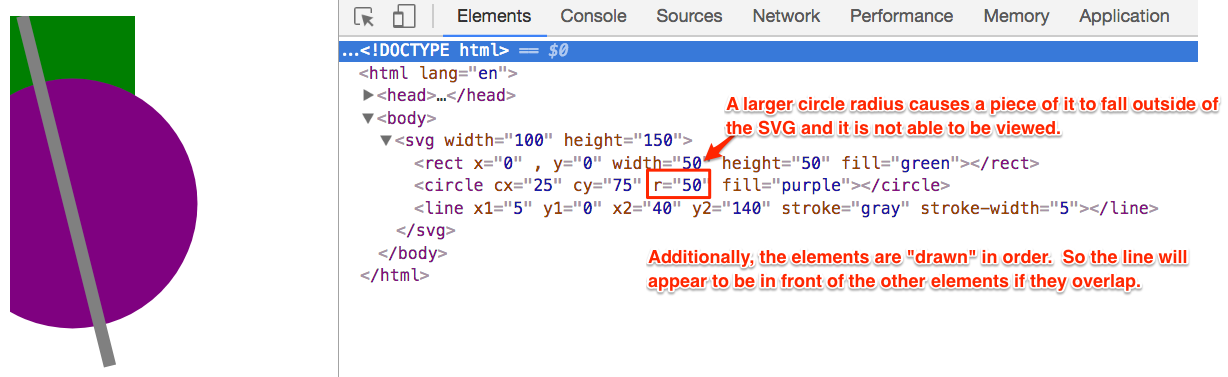 Elements Console Sources Network Performance Memory Application
...<!DOCTYPE html> == $0
<html lang="en">
▶<head>…</head>
▼<body>
▼<svg width="100" height="150">
<rect x="0" , y="0" width="50" height="50" fill="green"></rect>
<circle cx="25" cy="75" r="50" fill="purple"></circle>
<line x1="5" y1="0" x2="40" y2="140" stroke="gray" stroke-width="5"></line>
</svg>
</body>
</html>
A larger circle radius causes a piece of it to fall outside of
the SVG and it is not able to be viewed.
Additionally, the elements are "drawn" in order. So the line will
appear to be in front of the other elements if they overlap.